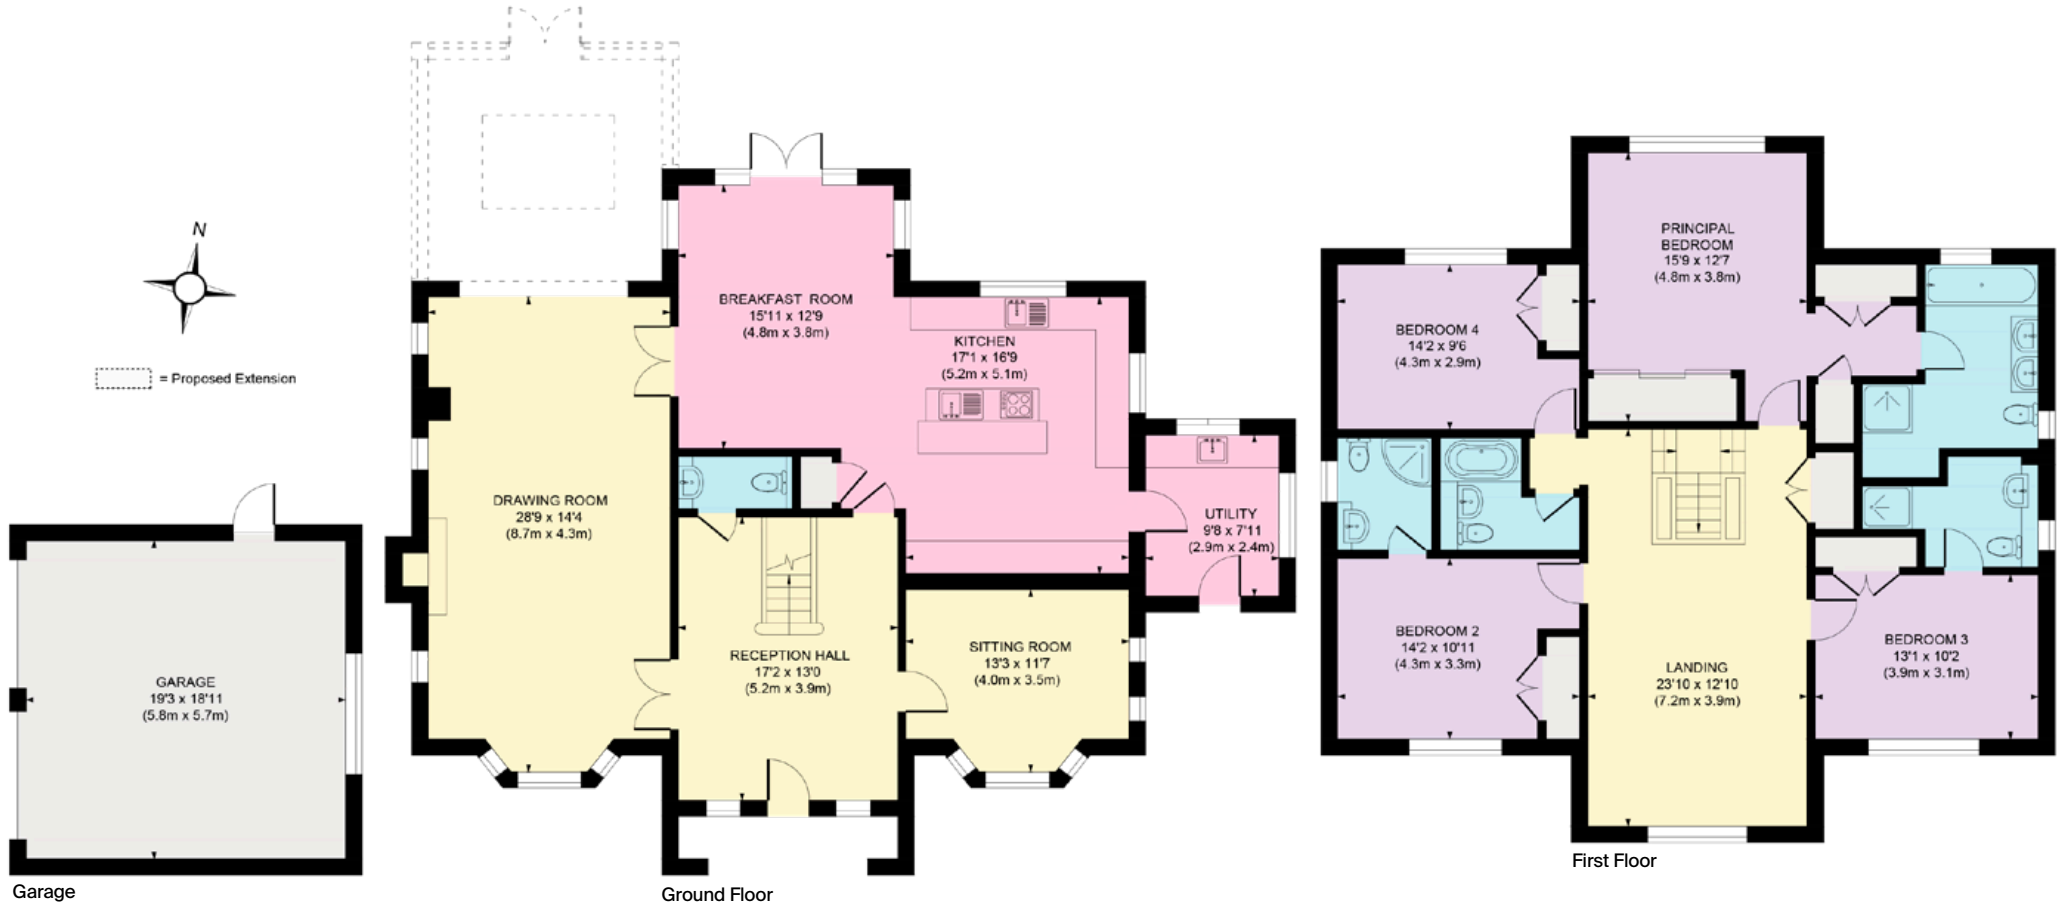 N
= Proposed Extension
GARAGE
19'3 x 18'11
(5.8m x 5.7m)
Garage
BREAKFAST ROOM
15'11 x 12'9
(4.8m x 3.8m)
KITCHEN
17'1 x 16'9
(5.2m x 5.1m)
DRAWING ROOM
28'9 x 14'4
(8.7m x 4.3m)
UTILITY
9'8 x 7'11
(2.9m x 2.4m)
RECEPTION HALL
17'2 x 13'0
(5.2m x 3.9m)
SITTING ROOM
13'3 x 11'7
(4.0m x 3.5m)
Ground Floor
PRINCIPAL
BEDROOM
15'9 x 12'7
(4.8m x 3.8m)
BEDROOM 4
14'2 x 9'6
(4.3m x 2.9m)
BEDROOM 2
14'2 x 10'11
(4.3m x 3.3m)
LANDING
23'10 x 12'10
(7.2m x 3.9m)
BEDROOM 3
13'1 x 10'2
(3.9m x 3.1m)
First Floor